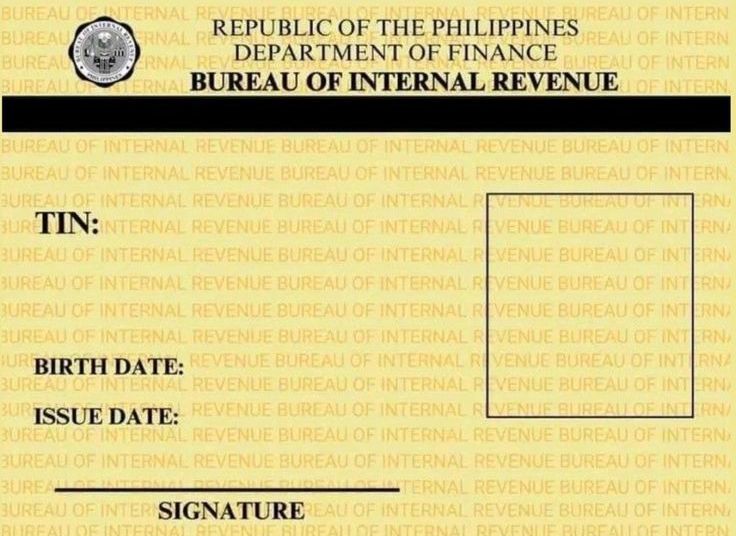 REPUBLIC OF THE PHILIPPINES
DEPARTMENT OF FINANCE
BUREAU OF INTERNAL REVENUE
TIN:
BIRTH DATE:
ISSUE DATE:
SIGNATURE